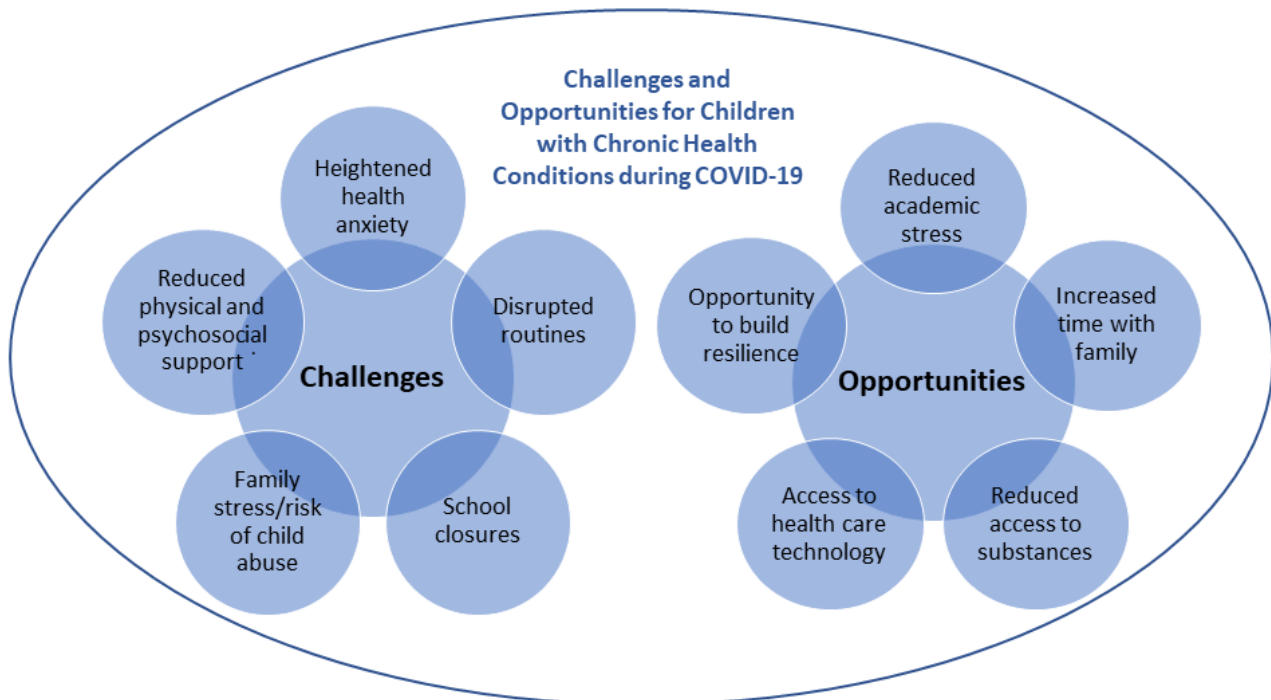 Challenges and
Opportunities for Children
with Chronic Health
Conditions during COVID-19
Heightened
health
anxiety
Reduced
physical and
psychosocial
support
Disrupted
routines
Challenges
Family
stress/risk
of child
abuse
School
closures
Reduced
academic
stress
Opportunity
to build
resilience
Increased
time with
family
Opportunities
Access to
health care
technology
Reduced
access to
substances